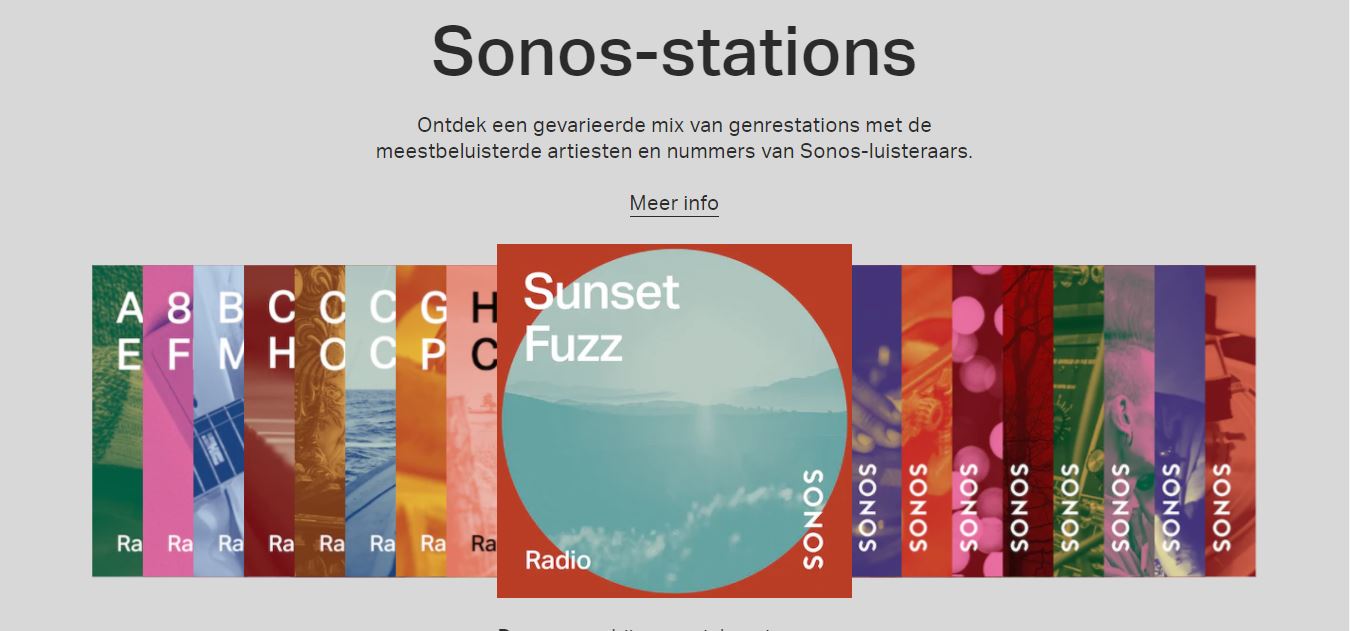 Sonos-stations
Ontdek een gevarieerde mix van genrestations met de
meestbeluisterde artiesten en nummers van Sonos-luisteraars.
Meer info
A
E
Ra
8
F
Ra
B
M
Ra
C
H
Ra
C
O
Ra
C
C
Ra
G
P
Ra
H
C
Ra
Sunset
Fuzz
Radio
SONOS
SONOS
SONOS
SONOS
SONOS
SONOS
SONOS
SONOS
SONOS